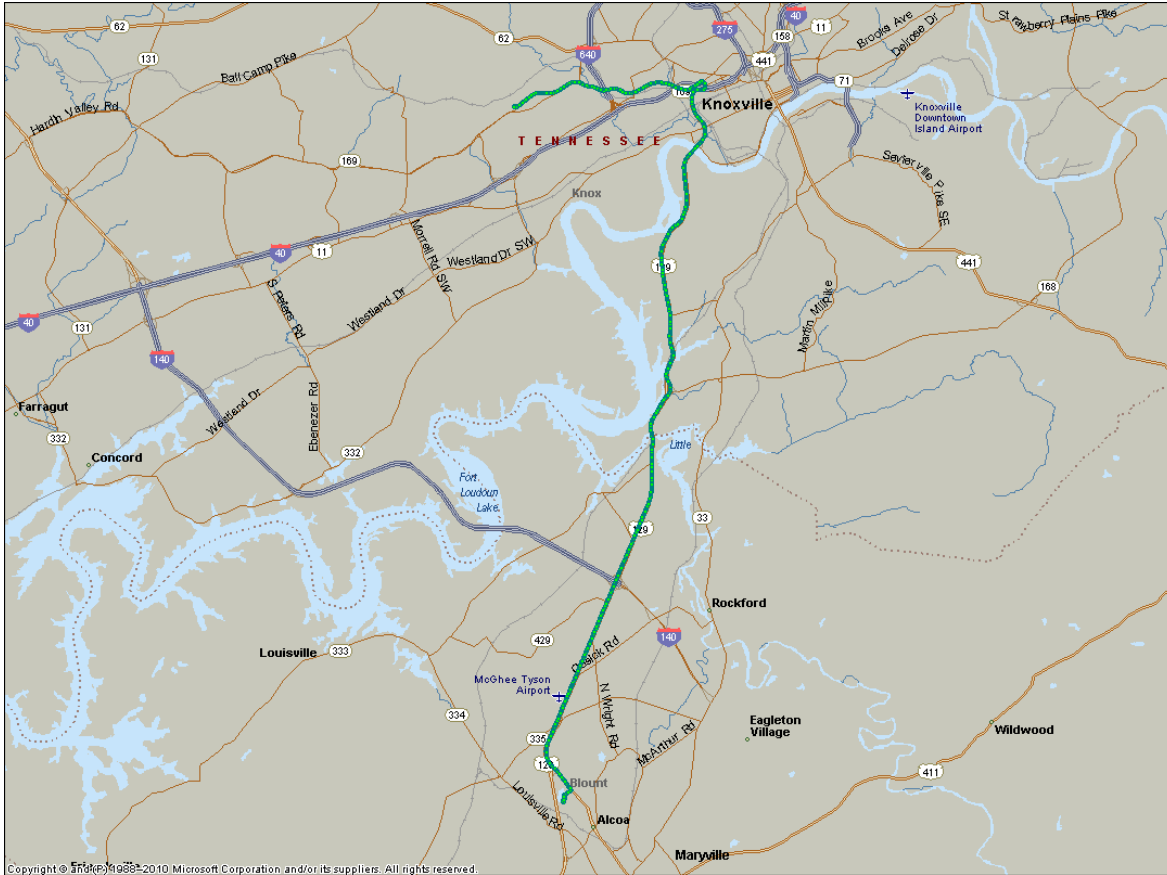 62
131
Ball Camp Pike
Hardin Valley Rd
62
640
275
40
11
158
441
Brooks Ave
Delrose Dr
Strawberry Plains Pike
71
Knoxville
Knoxville
Downtown
Island Airport
TENNESSEE
169
Knox
Sevierville Pike SE
11
40
Morrell Rd SW
Westland Dr SW
129
441
168
S Peters Rd
Westland Dr
Martin Mill Pike
40
131
140
Farragut
332
Westland Dr
Ebenezer Rd
332
Concord
Little
Fort
Loudoun
Lake
129
33
Rockford
429
140
Louisville
333
Cusick Rd
McGhee Tyson
Airport
334
N Wright Rd
335
McArthur Rd
Eagleton
Village
Wildwood
411
Blount
Louisville Rd
Alcoa
Maryville
Copyright © and (P) 1988–2010 Microsoft Corporation and/or its suppliers. All rights reserved.